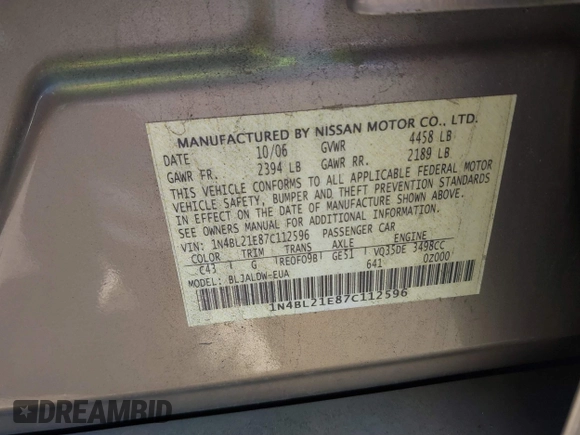 MANUFACTURED BY NISSAN MOTOR CO., LTD.
DATE 10/06 GVWR 4458 LB
GAWR FR. 2394 LB GAWR RR. 2189 LB
THIS VEHICLE CONFORMS TO ALL APPLICABLE FEDERAL MOTOR
VEHICLE SAFETY, BUMPER AND THEFT PREVENTION STANDARDS
IN EFFECT ON THE DATE OF MANUFACTURE SHOWN ABOVE.
SEE OWNERS MANUAL FOR ADDITIONAL INFORMATION.
VIN: 1N4BL21E87C112596 PASSENGER CAR
COLOR TRIM TRANS AXLE ENGINE
C43 G RE0F09B GE51 VQ35DE 3498CC
MODEL: BLJALDW-EUA 641 0Z000
1N4BL21E87C112596
DREAMBID